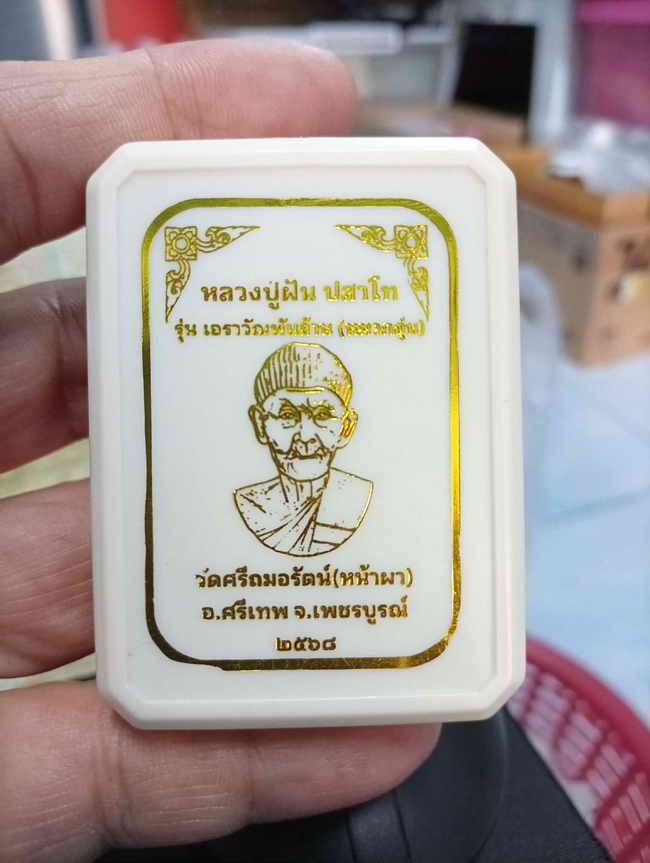 หลวงปู่ฝัน ปสาโท
รุ่น เอราวัณพันล้าน
วัดศรีถมอรัตน์(หน้าผา)
อ.ศรีเทพ จ.เพชรบูรณ์
๒๕๖๘